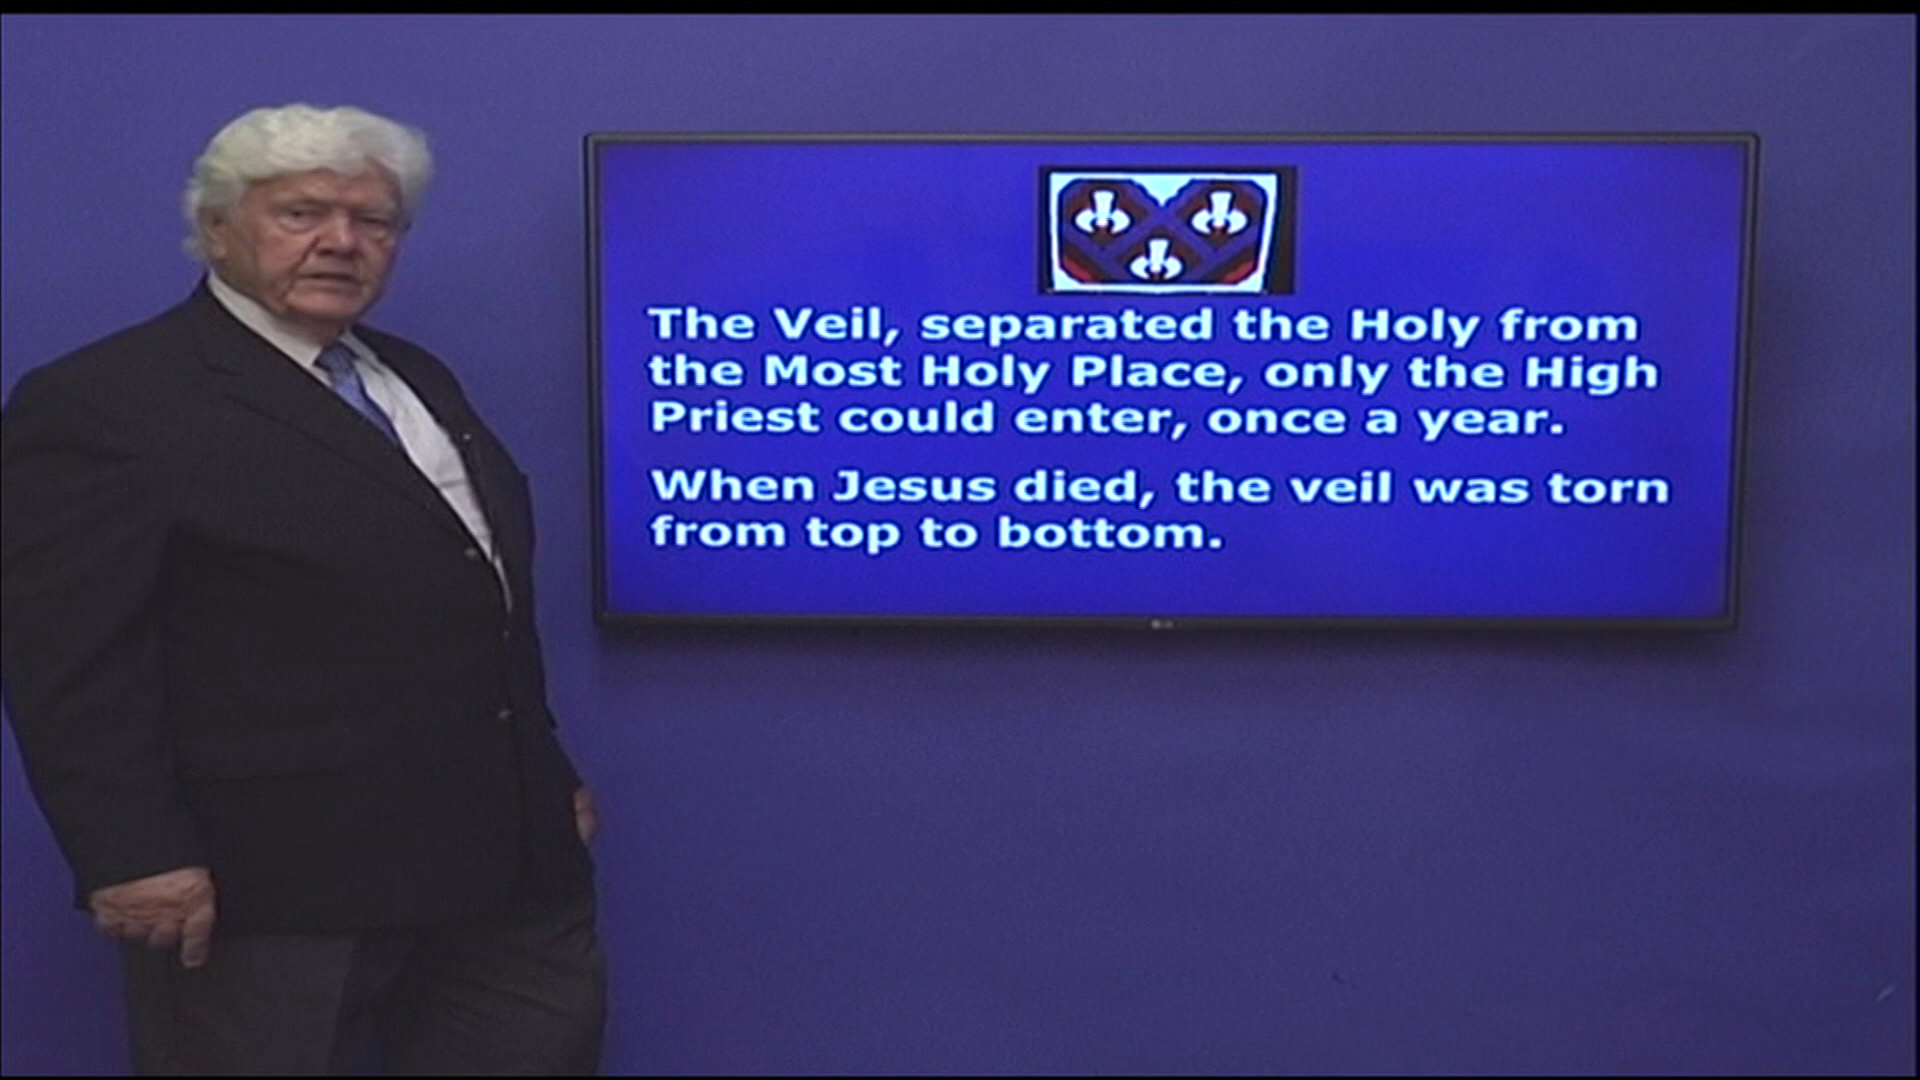 The Veil, separated the Holy from
the Most Holy Place, only the High
Priest could enter, once a year.
When Jesus died, the veil was torn
from top to bottom.